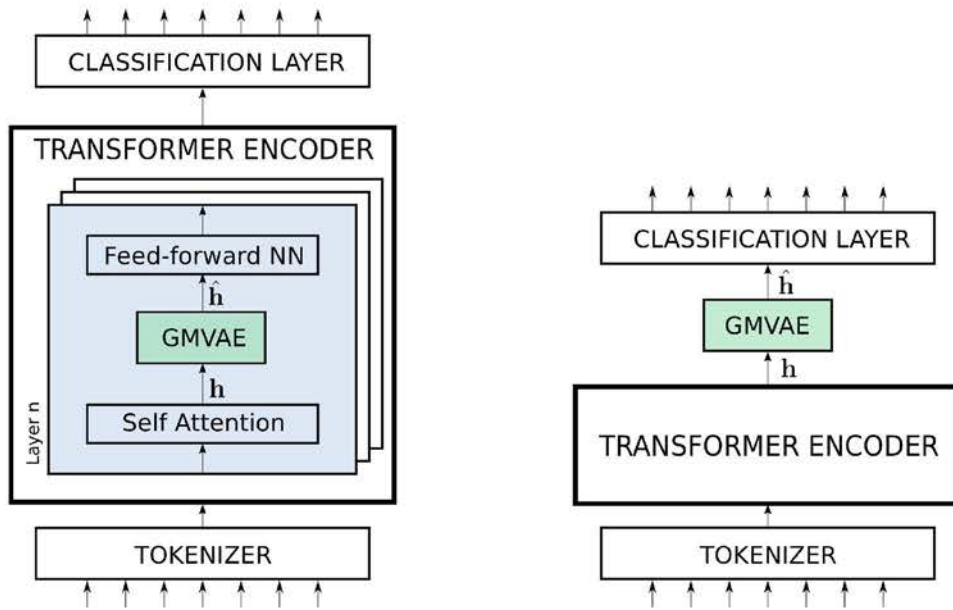 CLASSIFICATION LAYER
TRANSFORMER ENCODER
Feed-forward NN
ĥ
GMVAE
h
Self Attention
Layer n
TOKENIZER
CLASSIFICATION LAYER
ĥ
GMVAE
h
TRANSFORMER ENCODER
TOKENIZER